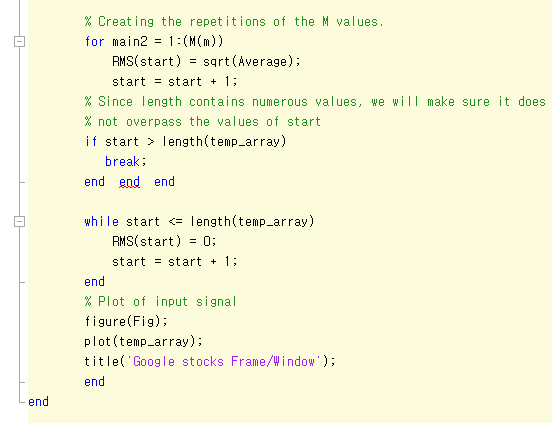 % Creating the repetitions of the M values.
for main2 = 1:(M(m))
RMS(start) = sqrt(Average);
start = start + 1;
% Since length contains numerous values, we will make sure it does
% not overpass the values of start
if start > length(temp_array)
break;
end  end  end
while start <= length(temp_array)
RMS(start) = 0;
start = start + 1;
end
% Plot of input signal
figure(Fig);
plot(temp_array);
title('Google stocks Frame/Window');
end
end